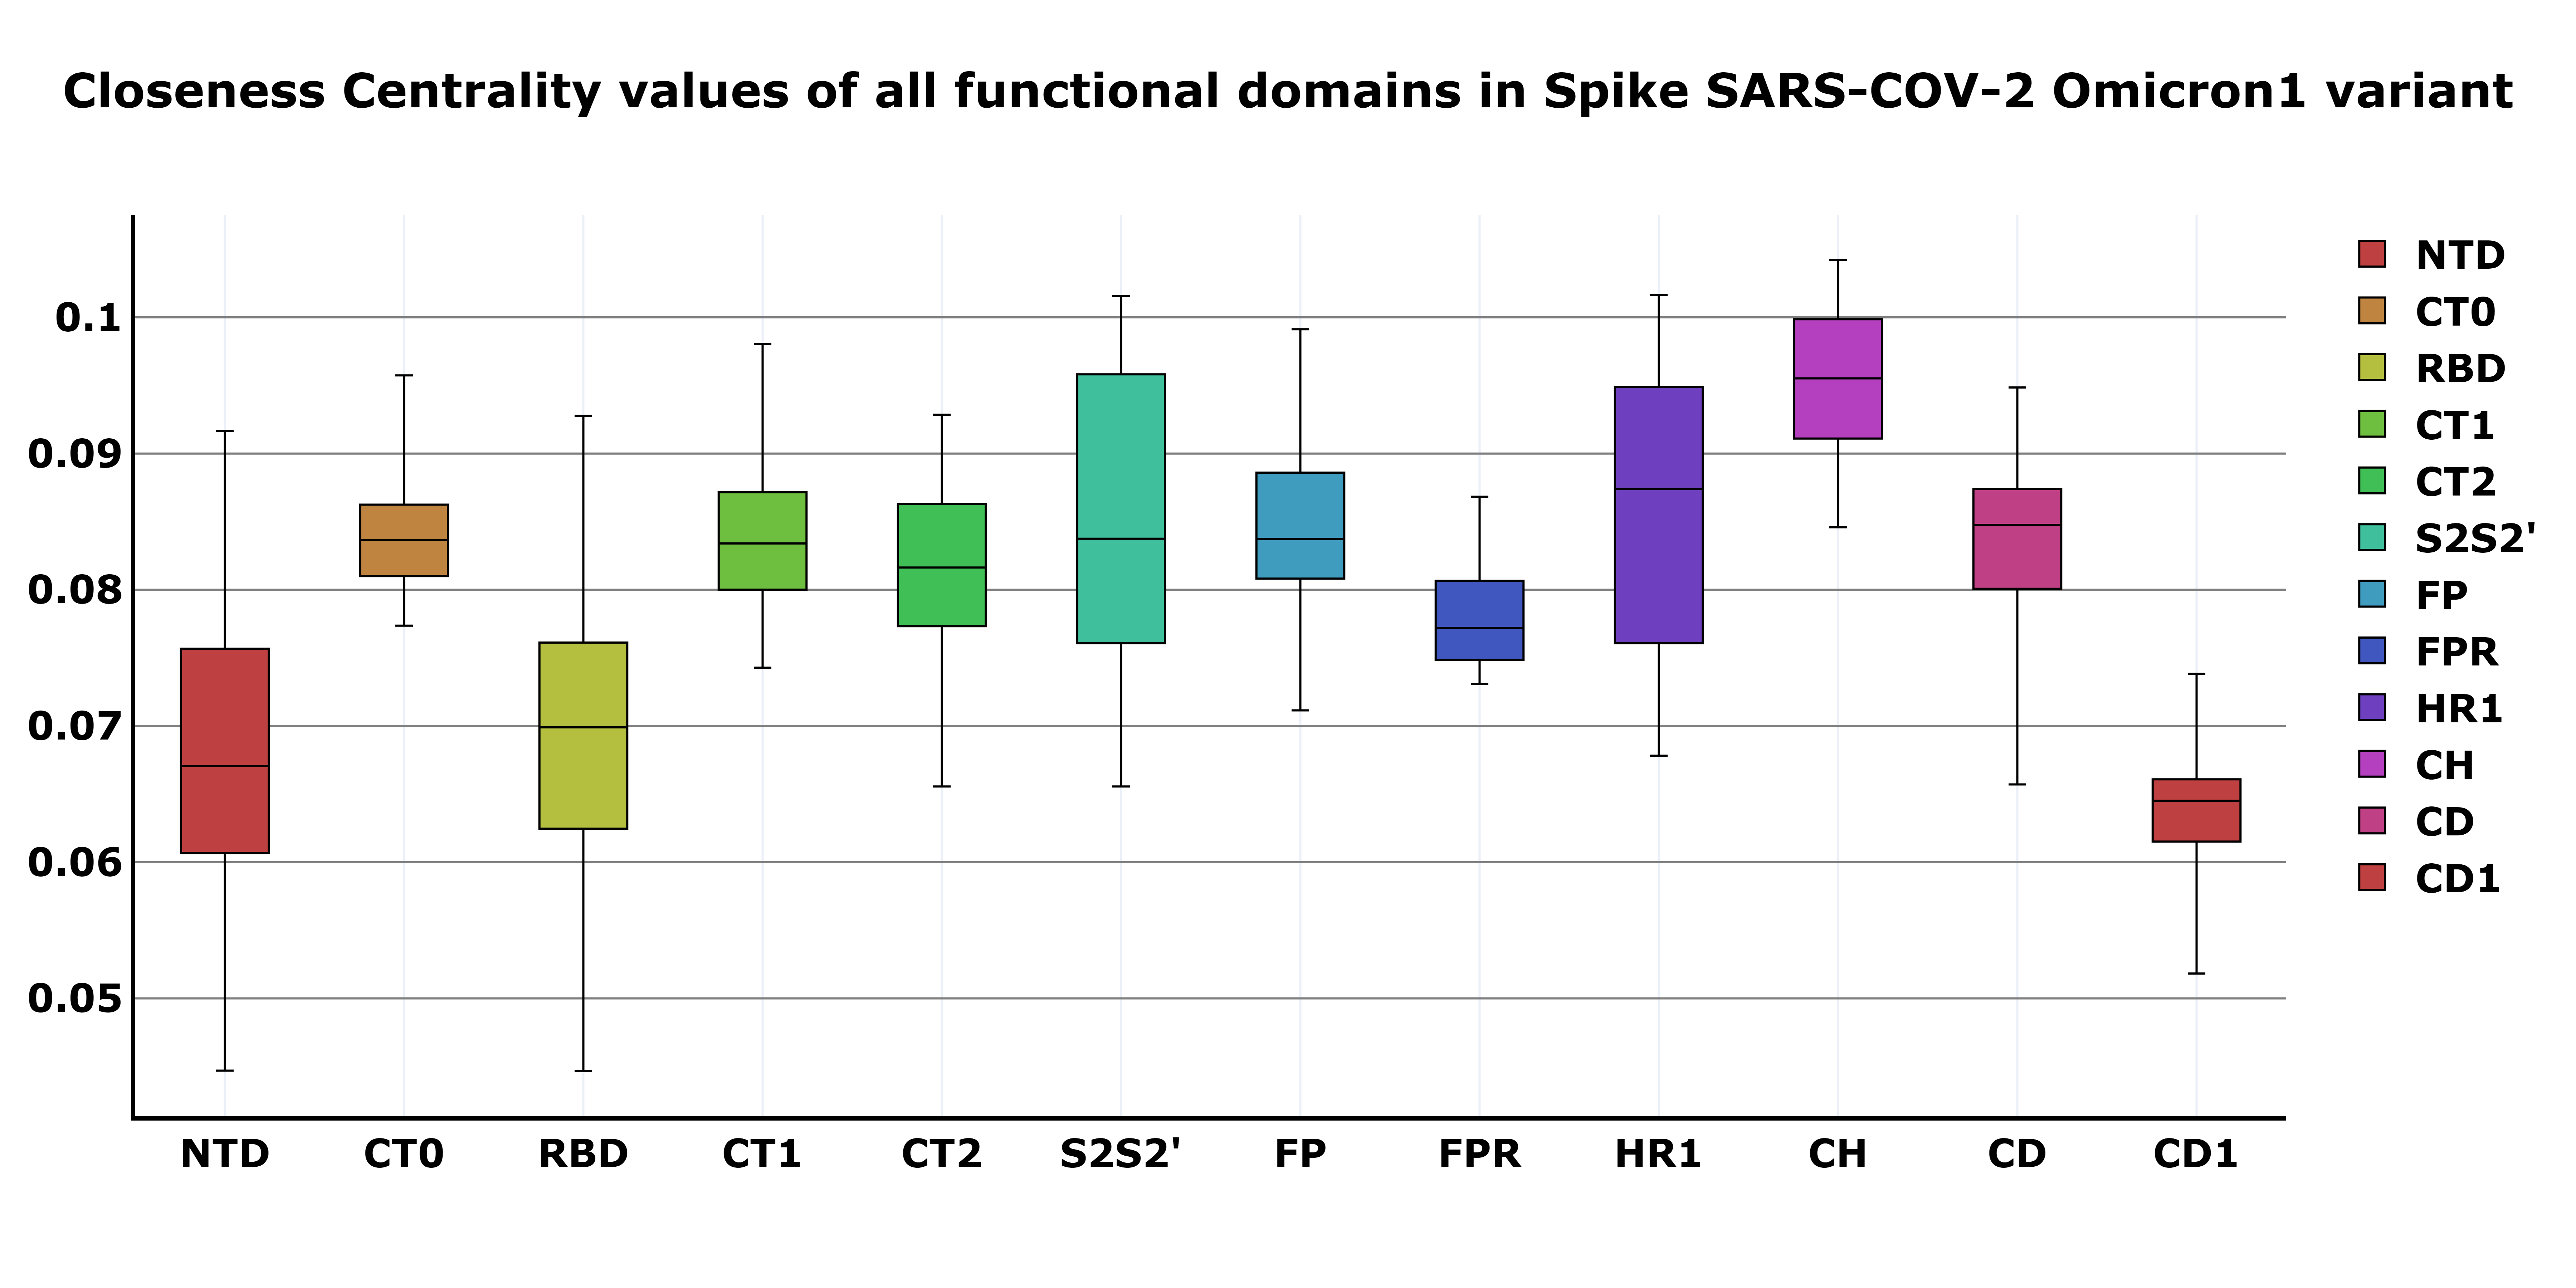 Closeness Centrality values of all functional domains in Spike SARS-COV-2 Omicron1 variant
0.1
0.09
0.08
0.07
0.06
0.05
NTD CT0 RBD CT1 CT2 S2S2' FP FPR HR1 CH CD CD1
NTD
CT0
RBD
CT1
CT2
S2S2'
FP
FPR
HR1
CH
CD
CD1